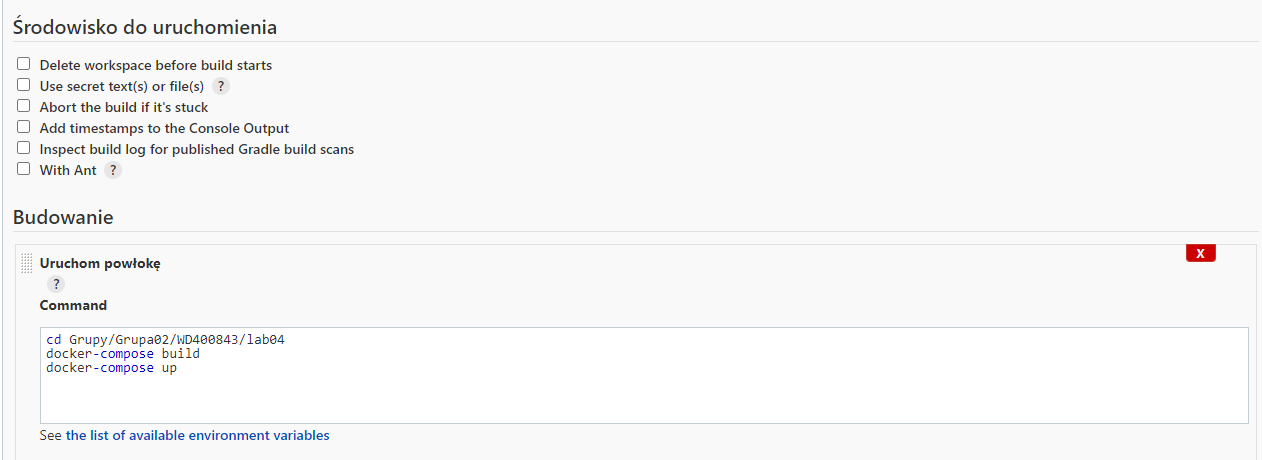 Środowisko do uruchomienia
Delete workspace before build starts
Use secret text(s) or file(s) ?
Abort the build if it's stuck
Add timestamps to the Console Output
Inspect build log for published Gradle build scans
With Ant ?
Budowanie
X
Uruchom powłokę
?
Command
cd Grupy/Grupa02/WD400843/lab04
docker-compose build
docker-compose up
See the list of available environment variables